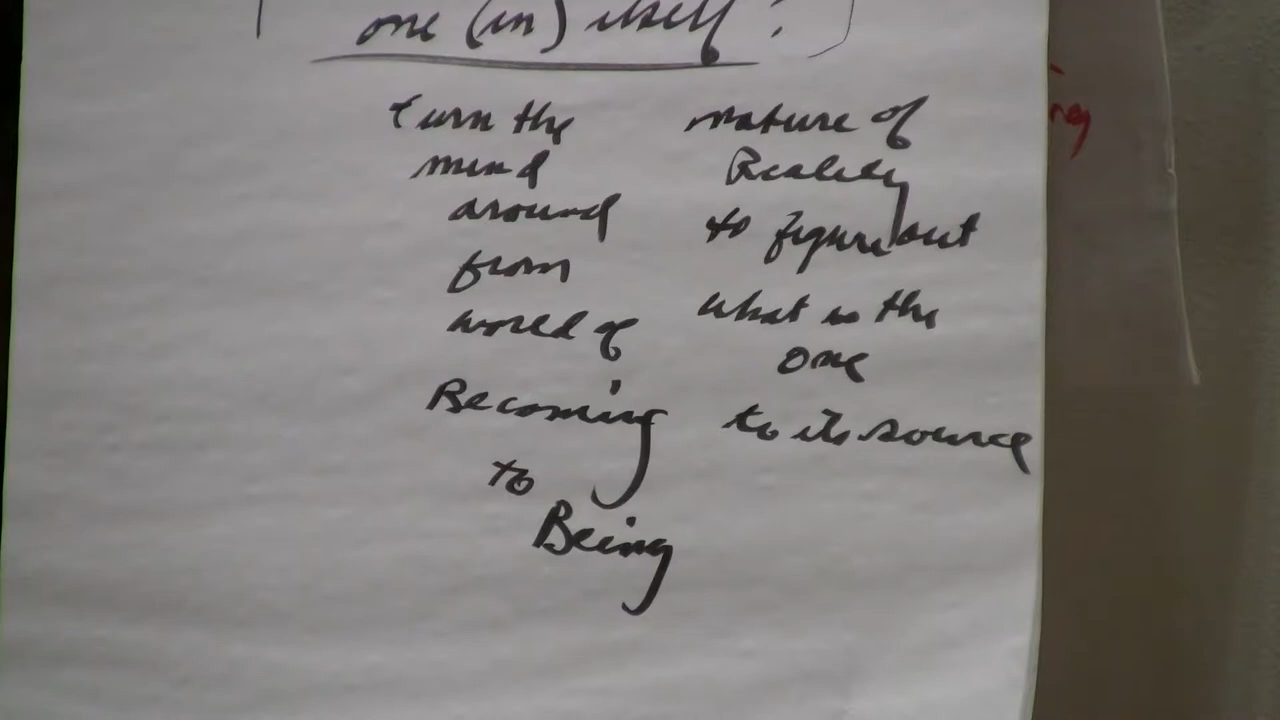 one (in) itself?
turn the
mind
around
from
world of
Becoming
to
Being
nature of
Reality
to figure out
what is the
One
to its source